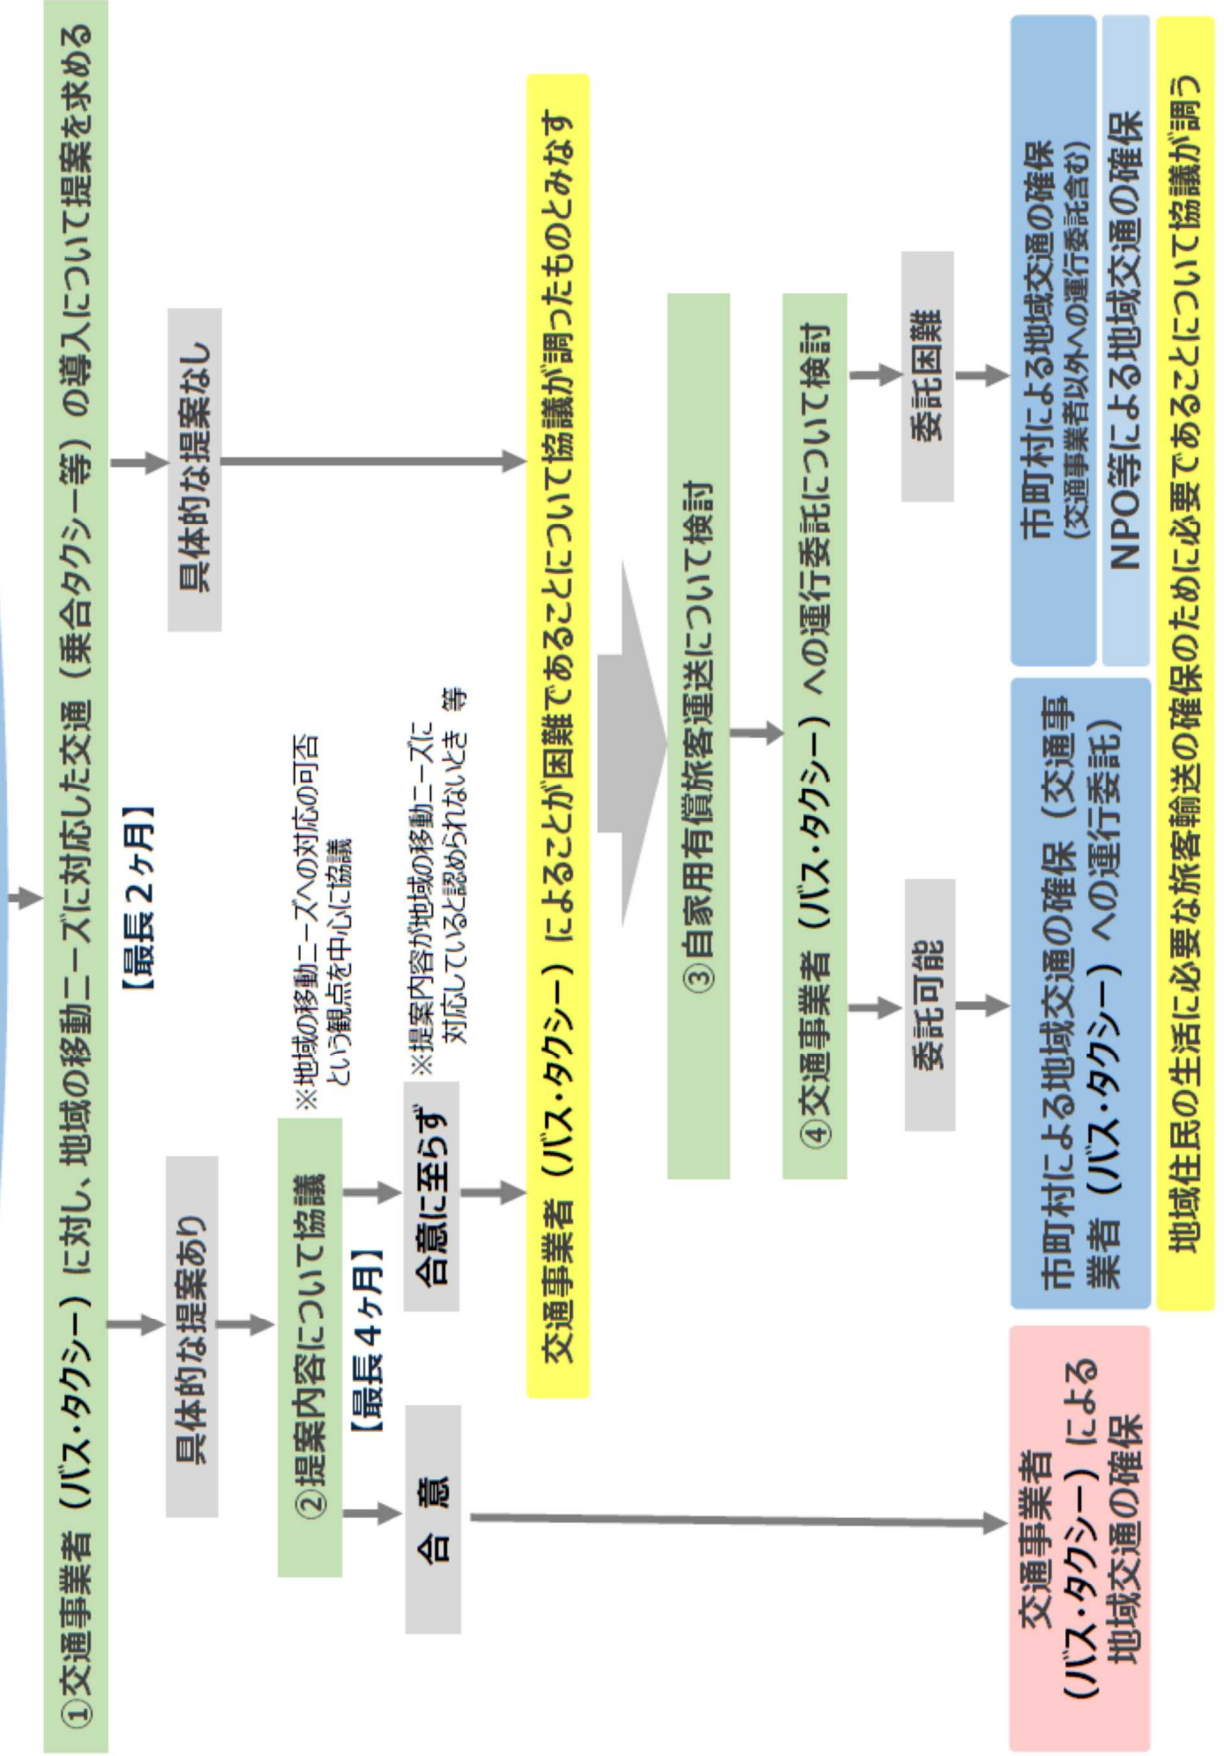 ①交通事業者（バス・タクシー）に対し、地域の移動ニーズに対応した交通（乗合タクシー等）の導入について提案を求める
【最長２ヶ月】
具体的な提案あり
具体的な提案なし
②提案内容について協議
※地域の移動ニーズへの対応の可否
という観点を中心に協議
【最長４ヶ月】
合　意
合意に至らず
※提案内容が地域の移動ニーズに
対応していると認められないとき　等
交通事業者（バス・タクシー）によることが困難であることについて協議が調ったものとみなす
③自家用有償旅客運送について検討
④交通事業者（バス・タクシー）への運行委託について検討
委託可能
委託困難
交通事業者
（バス・タクシー）による
地域交通の確保
市町村による地域交通の確保（交通事
業者（バス・タクシー）への運行委託）
市町村による地域交通の確保
（交通事業者以外への運行委託含む）
NPO等による地域交通の確保
地域住民の生活に必要な旅客輸送の確保のために必要であることについて協議が調う